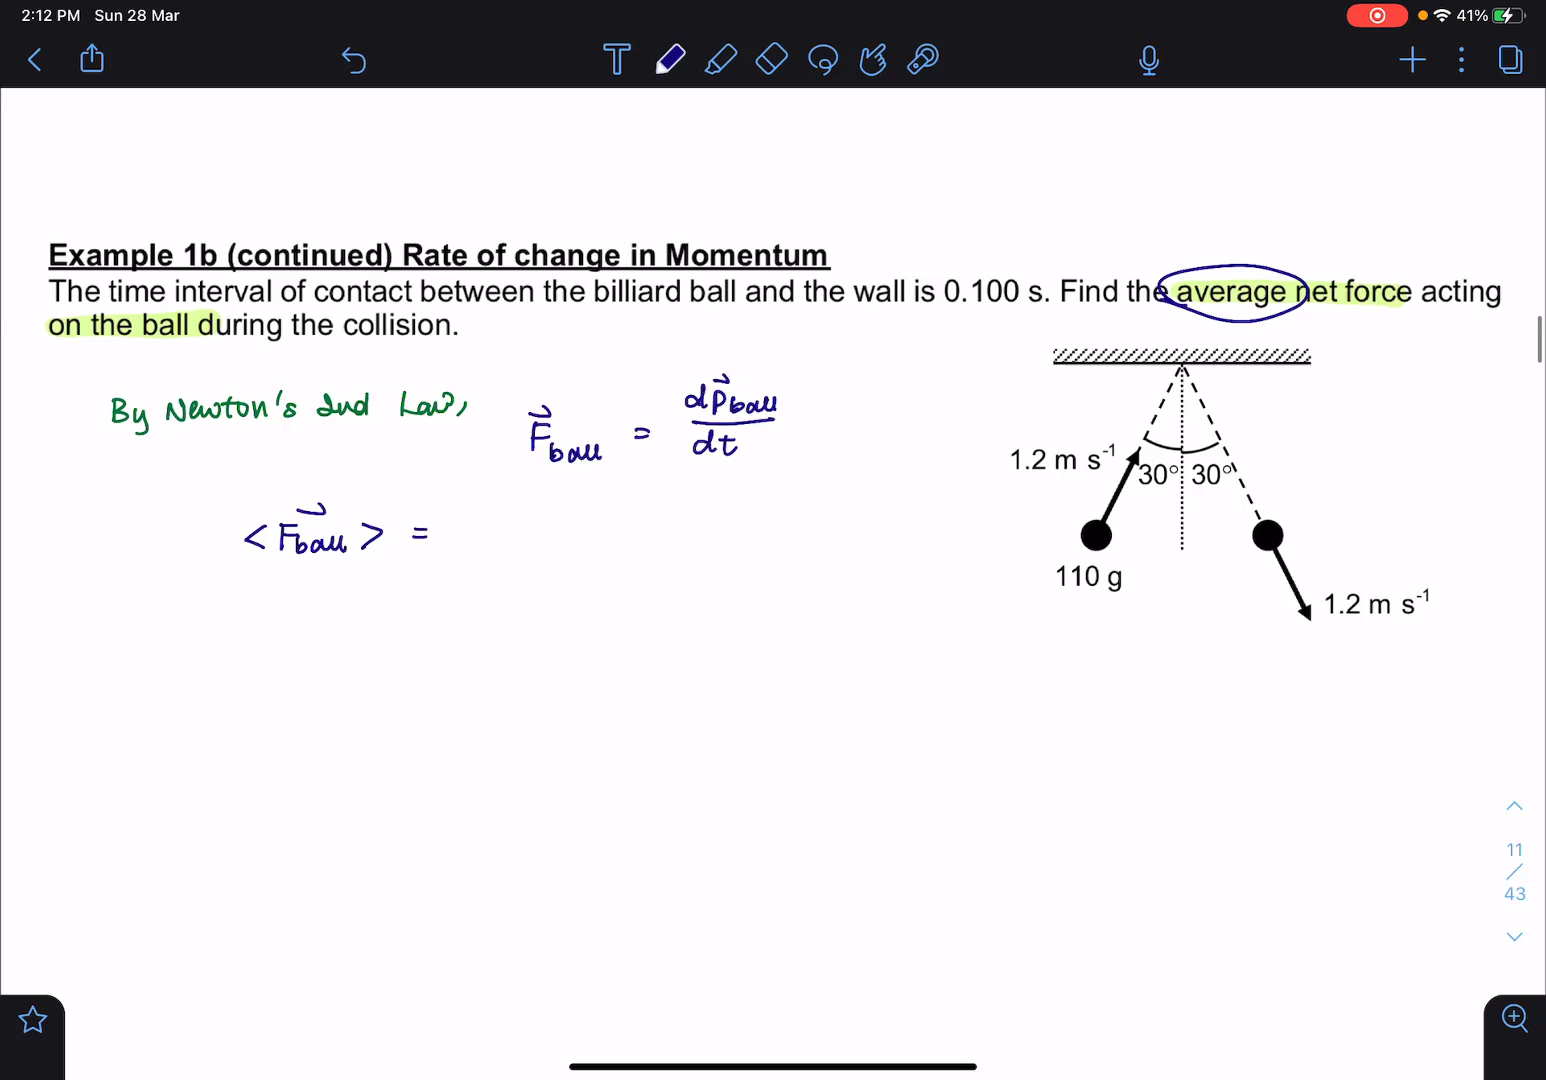 2:12 PM Sun 28 Mar
41%
Example 1b (continued) Rate of change in Momentum
The time interval of contact between the billiard ball and the wall is 0.100 s. Find the average net force acting
on the ball during the collision.
By Newton's 2nd Law, F⃗ball = dp⃗ball/dt
1.2 m s⁻¹
30° 30°
<F⃗ball> =
110 g
1.2 m s⁻¹
11
/
43